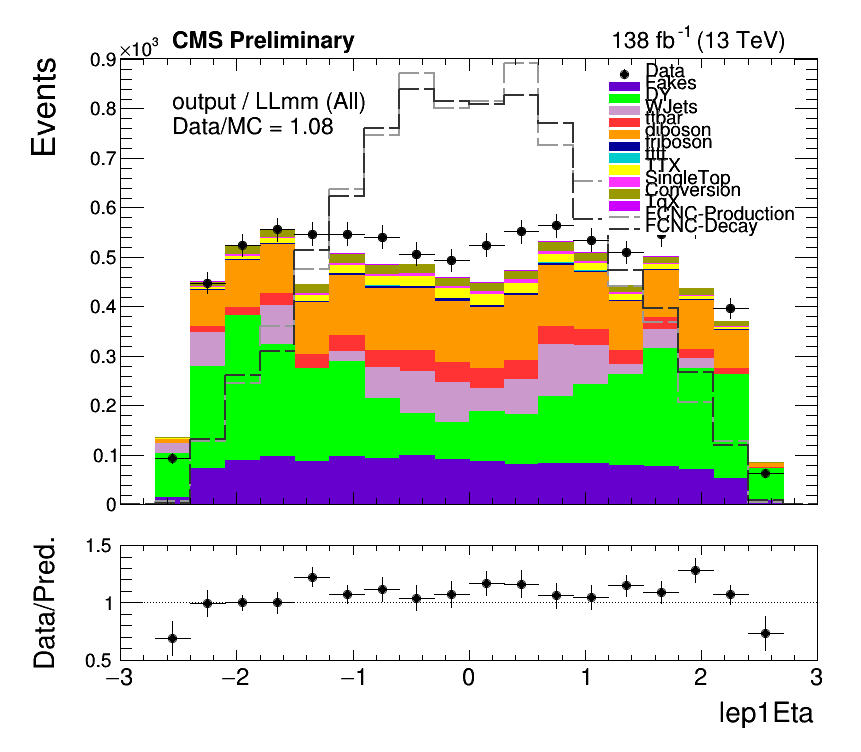 CMS Preliminary
138 fb⁻¹ (13 TeV)
×10³
Events
output / LLmm (All)
Data/MC = 1.08
Data
Fakes
DY
WJets
ttbar
diboson
triboson
tttt
TTX
SingleTop
Conversion
TqX
FCNC-Production
FCNC-Decay
0.9
0.8
0.7
0.6
0.5
0.4
0.3
0.2
0.1
0
Data/Pred.
1.5
1
0.5
−3 −2 −1 0 1 2 3
lep1Eta